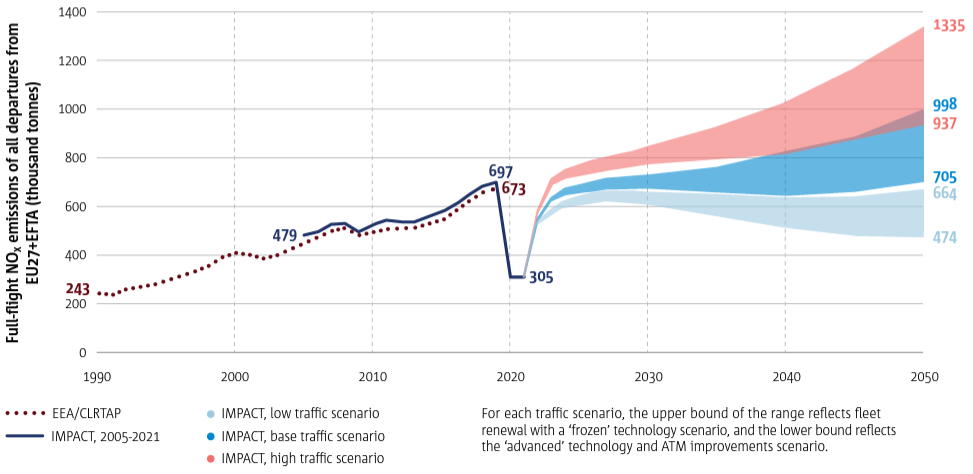 Full-flight NOX emissions of all departures from
EU27+EFTA (thousand tonnes)
1400
1200
1000
800
600
400
200
0
1990
2000
2010
2020
2030
2040
2050
243
479
697
673
305
1335
998
937
705
664
474
EEA/CLRTAP
IMPACT, 2005-2021
IMPACT, low traffic scenario
IMPACT, base traffic scenario
IMPACT, high traffic scenario
For each traffic scenario, the upper bound of the range reflects fleet
renewal with a ‘frozen’ technology scenario, and the lower bound reflects
the ‘advanced’ technology and ATM improvements scenario.